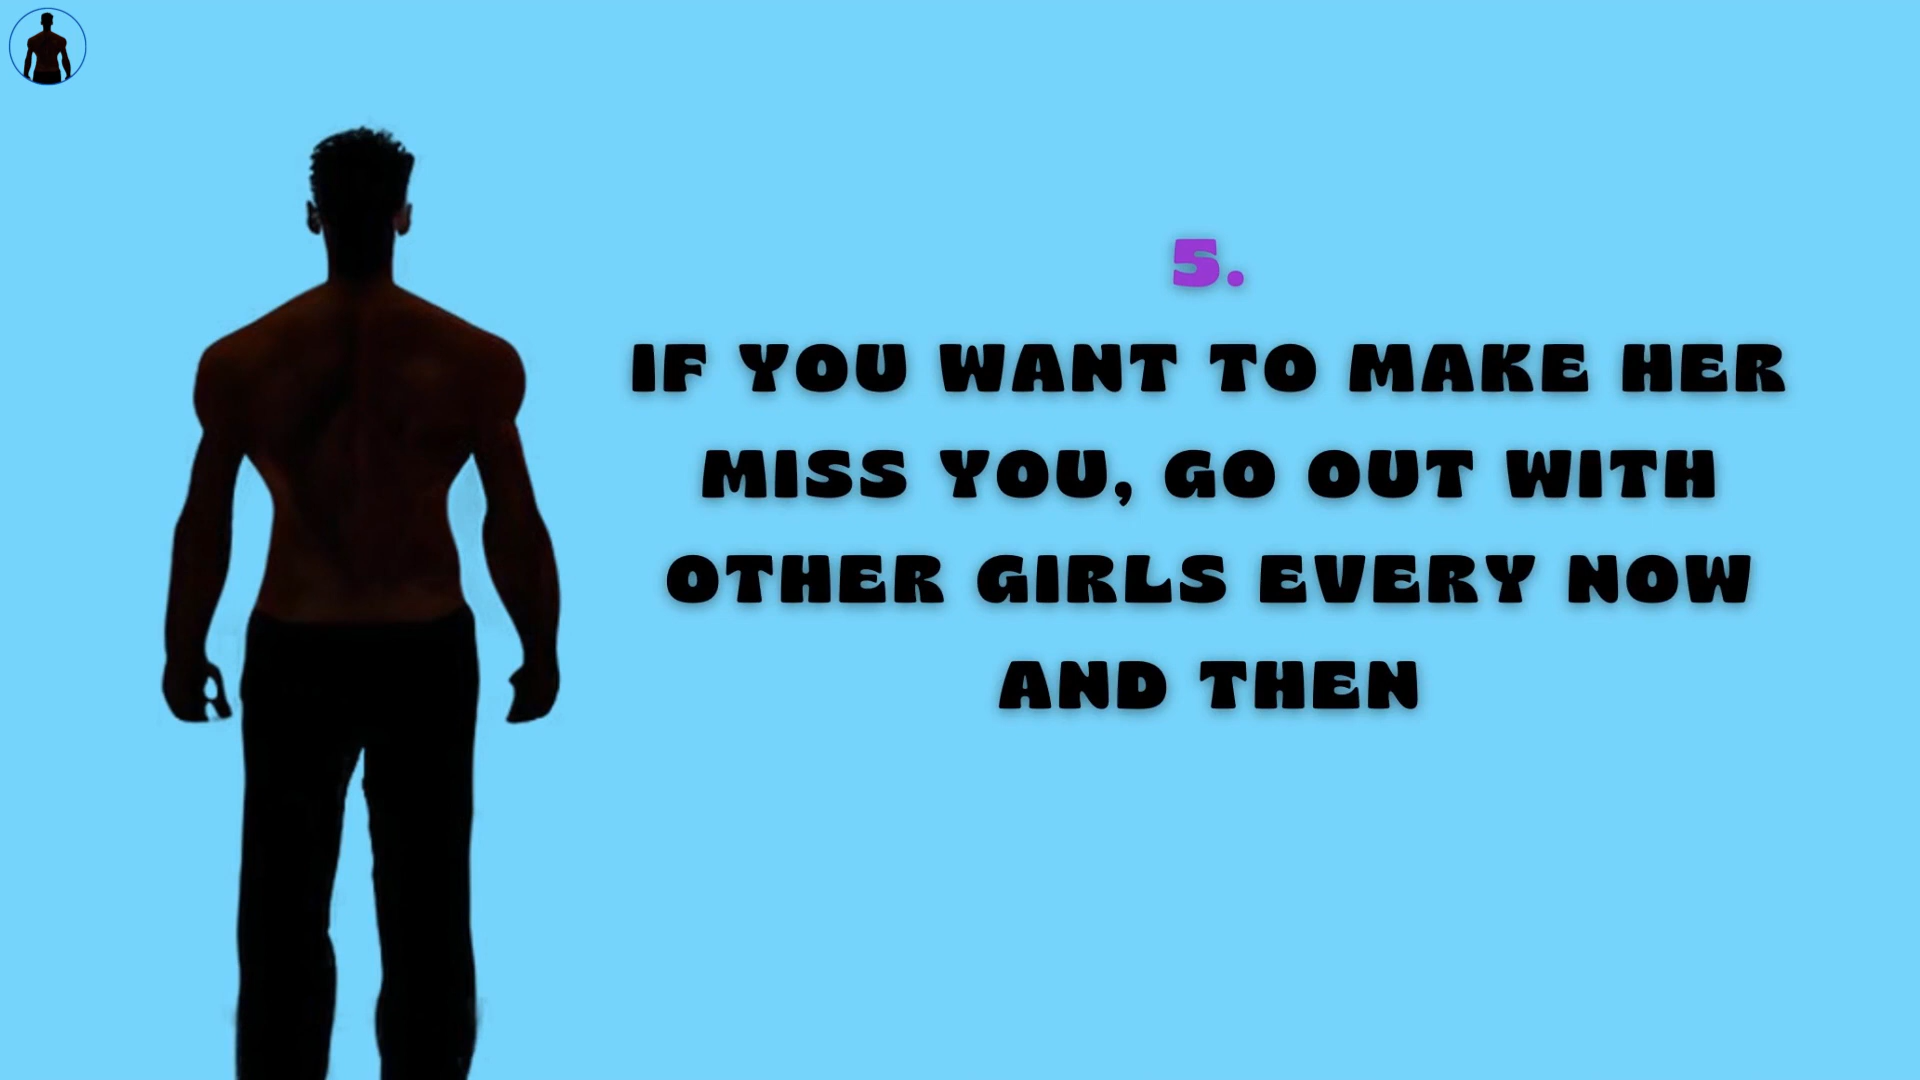 5.
IF YOU WANT TO MAKE HER
MISS YOU, GO OUT WITH
OTHER GIRLS EVERY NOW
AND THEN